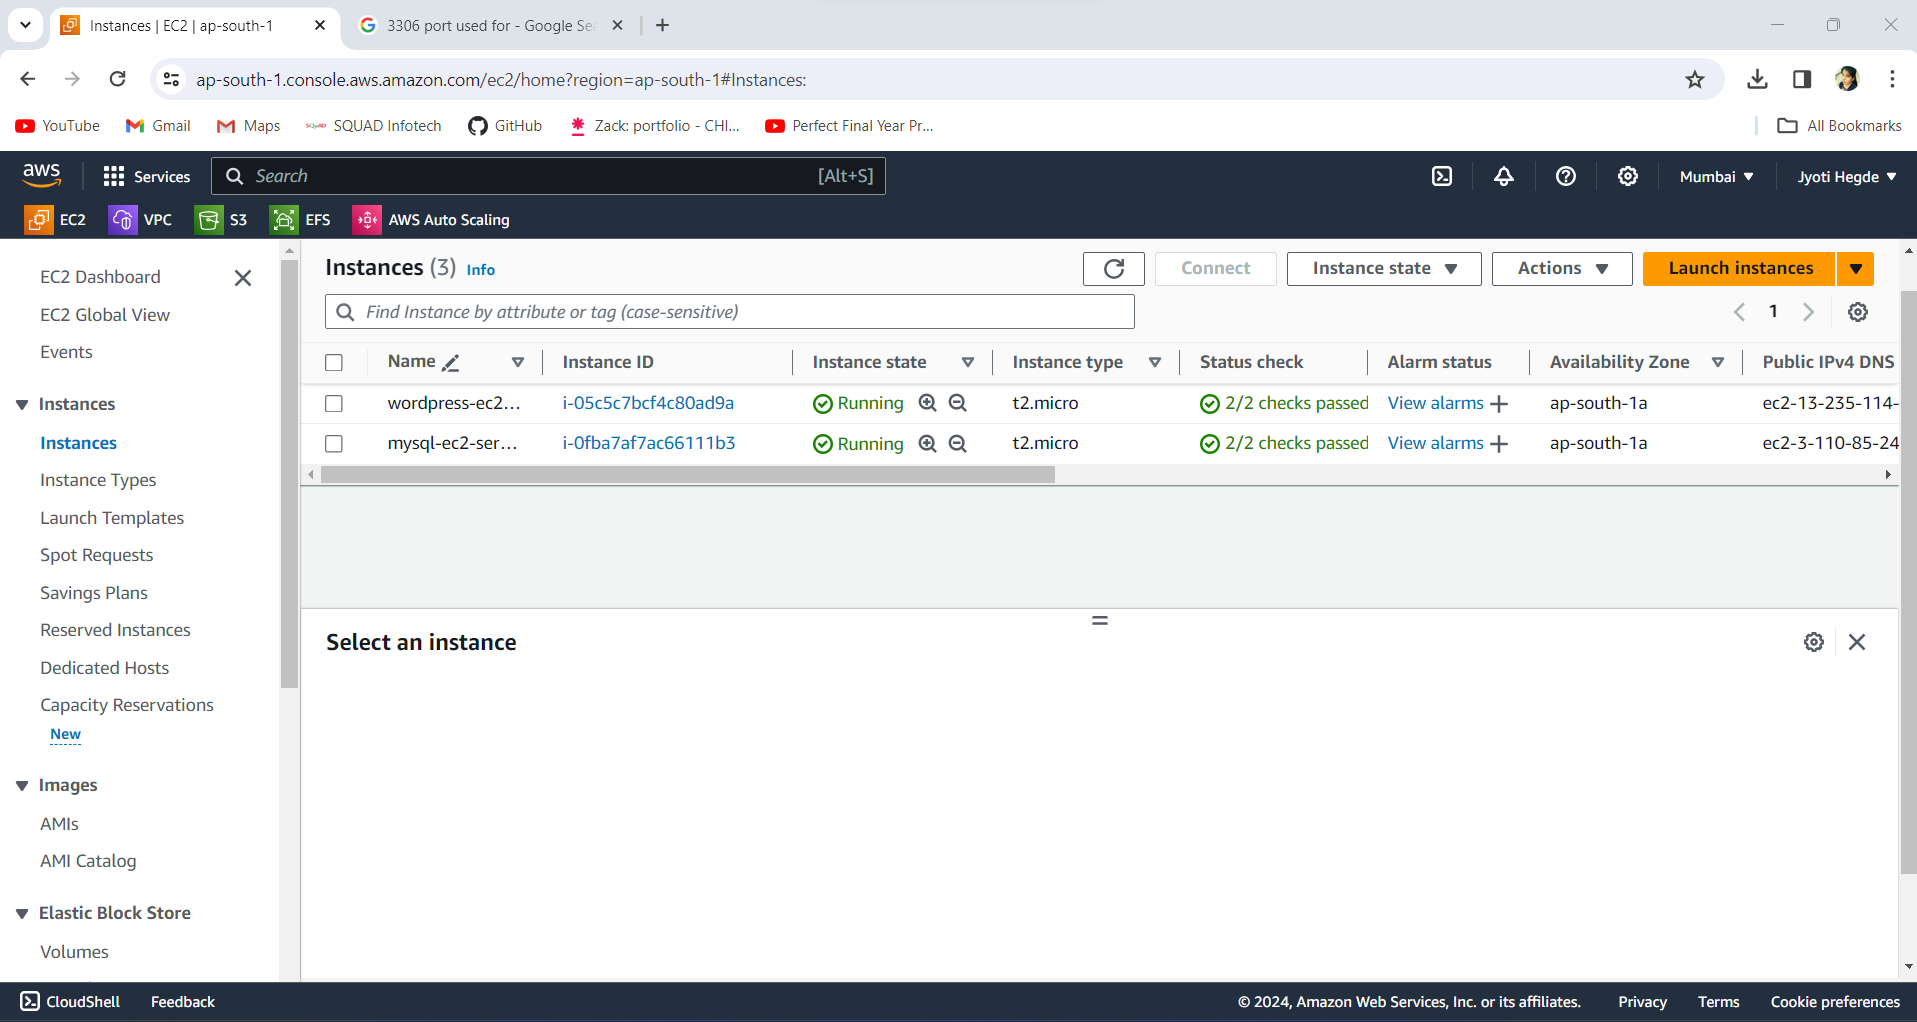 Instances | EC2 | ap-south-1
3306 port used for - Google Sea
ap-south-1.console.aws.amazon.com/ec2/home?region=ap-south-1#Instances:
YouTube Gmail Maps SQUAD Infotech GitHub Zack: portfolio - CHI... Perfect Final Year Pr... All Bookmarks
aws Services Search [Alt+S] Mumbai Jyoti Hegde
EC2 VPC S3 EFS AWS Auto Scaling
EC2 Dashboard
EC2 Global View
Events
Instances
Instances
Instance Types
Launch Templates
Spot Requests
Savings Plans
Reserved Instances
Dedicated Hosts
Capacity Reservations
New
Images
AMIs
AMI Catalog
Elastic Block Store
Volumes
Instances (3) Info Connect Instance state Actions Launch instances
Find Instance by attribute or tag (case-sensitive) 1
Name Instance ID Instance state Instance type Status check Alarm status Availability Zone Public IPv4 DNS
wordpress-ec2... i-05c5c7bcf4c80ad9a Running t2.micro 2/2 checks passed View alarms ap-south-1a ec2-13-235-114-
mysql-ec2-ser... i-0fba7af7ac66111b3 Running t2.micro 2/2 checks passed View alarms ap-south-1a ec2-3-110-85-24
Select an instance
CloudShell Feedback © 2024, Amazon Web Services, Inc. or its affiliates. Privacy Terms Cookie preferences